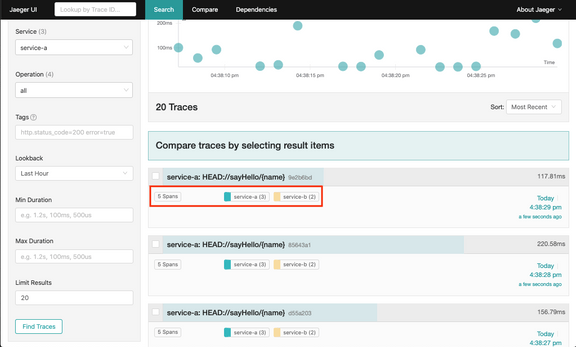 Jaeger UI
Lookup by Trace ID...
Search
Compare
Dependencies
About Jaeger
Service (3)
service-a
Operation (4)
all
Tags
http.status_code=200 error=true
Lookback
Last Hour
Min Duration
e.g. 1.2s, 100ms, 500us
Max Duration
e.g. 1.2s, 100ms, 500us
Limit Results
20
Find Traces
200ms
100ms
Time
04:38:10 pm
04:38:15 pm
04:38:20 pm
04:38:25 pm
20 Traces
Sort:
Most Recent
Compare traces by selecting result items
service-a: HEAD://sayHello/{name} 9e2b6bd
117.81ms
5 Spans
service-a (3)
service-b (2)
Today
4:38:29 pm
a few seconds ago
service-a: HEAD://sayHello/{name} 85643a1
220.58ms
5 Spans
service-a (3)
service-b (2)
Today
4:38:28 pm
a few seconds ago
service-a: HEAD://sayHello/{name} d55a203
156.79ms
5 Spans
service-a (3)
service-b (2)
Today
4:38:27 pm